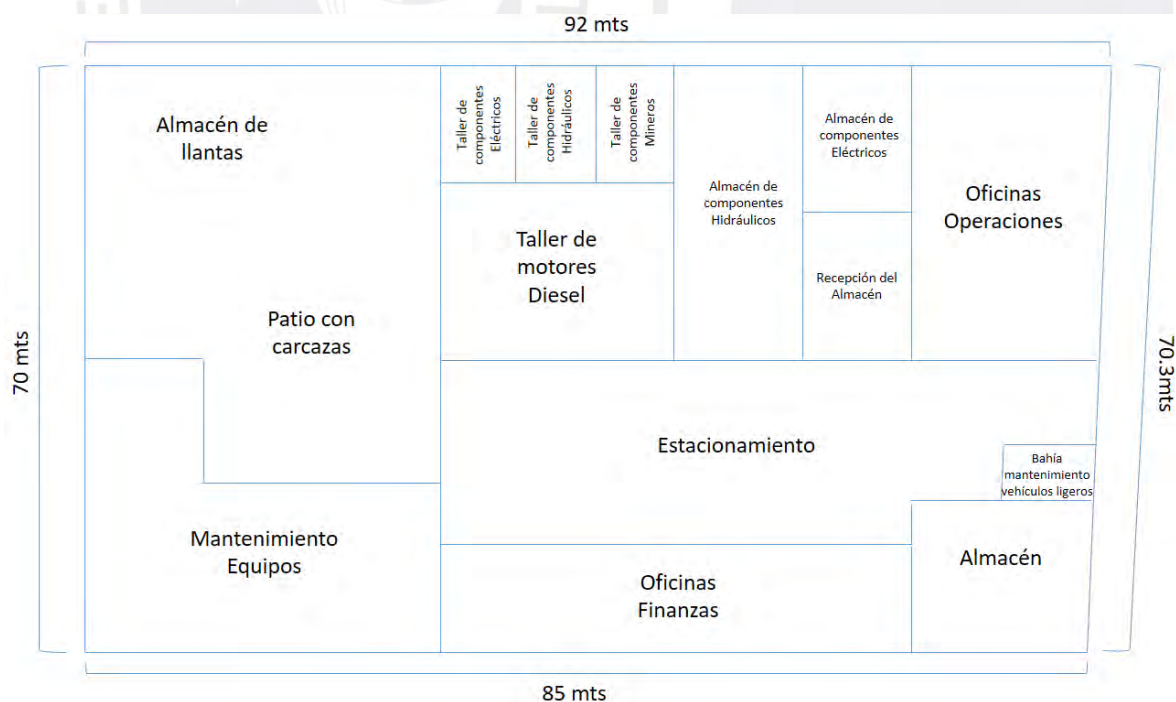 92 mts
Almacén de
llantas
Taller de
componentes
Eléctricos
Taller de
componentes
Hidráulicos
Taller de
componentes
Mineros
Almacén de
componentes
Hidráulicos
Almacén de
componentes
Eléctricos
Oficinas
Operaciones
Taller de
motores
Diesel
Recepción del
Almacén
Patio con
carcazas
70 mts
70.3mts
Estacionamiento
Bahía
mantenimiento
vehículos ligeros
Mantenimiento
Equipos
Oficinas
Finanzas
Almacén
85 mts